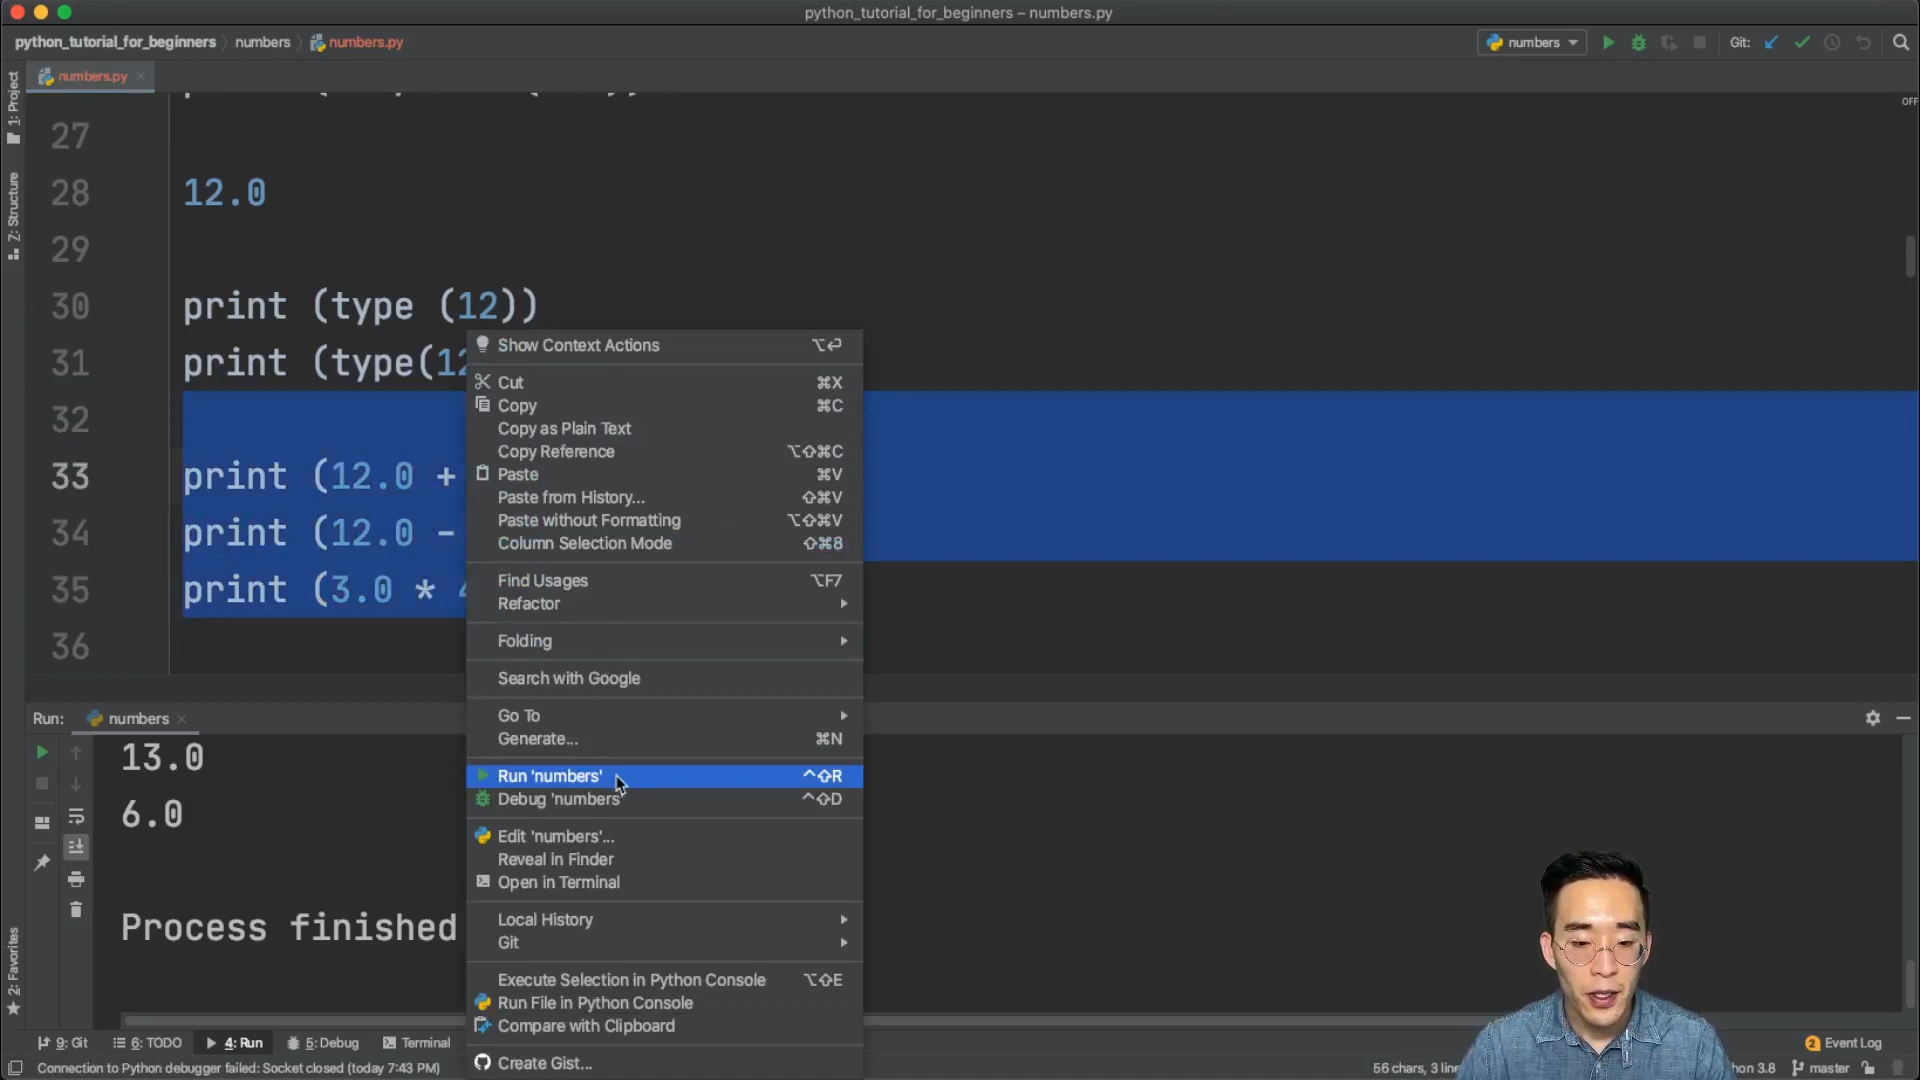 python_tutorial_for_beginners – numbers.py
python_tutorial_for_beginners numbers numbers.py
numbers Git:
numbers.py
1: Project
Z: Structure
2: Favorites
OFF
27
28 12.0
29
30 print (type (12))
31 print (type(12
32
33 print (12.0 +
34 print (12.0 -
35 print (3.0 * 4
36
Show Context Actions ⌥⏎
Cut ⌘X
Copy ⌘C
Copy as Plain Text
Copy Reference ⌥⇧⌘C
Paste ⌘V
Paste from History... ⇧⌘V
Paste without Formatting ⌥⇧⌘V
Column Selection Mode ⇧⌘8
Find Usages ⌥F7
Refactor
Folding
Search with Google
Go To
Generate... ⌘N
Run 'numbers' ^⇧R
Debug 'numbers' ^⇧D
Edit 'numbers'...
Reveal in Finder
Open in Terminal
Local History
Git
Execute Selection in Python Console ⌥⇧E
Run File in Python Console
Compare with Clipboard
Create Gist...
Run: numbers
13.0
6.0
Process finished
9: Git 6: TODO 4: Run 5: Debug Terminal
2 Event Log
Connection to Python debugger failed: Socket closed (today 7:43 PM)
56 chars, 3 line
hon 3.8 master